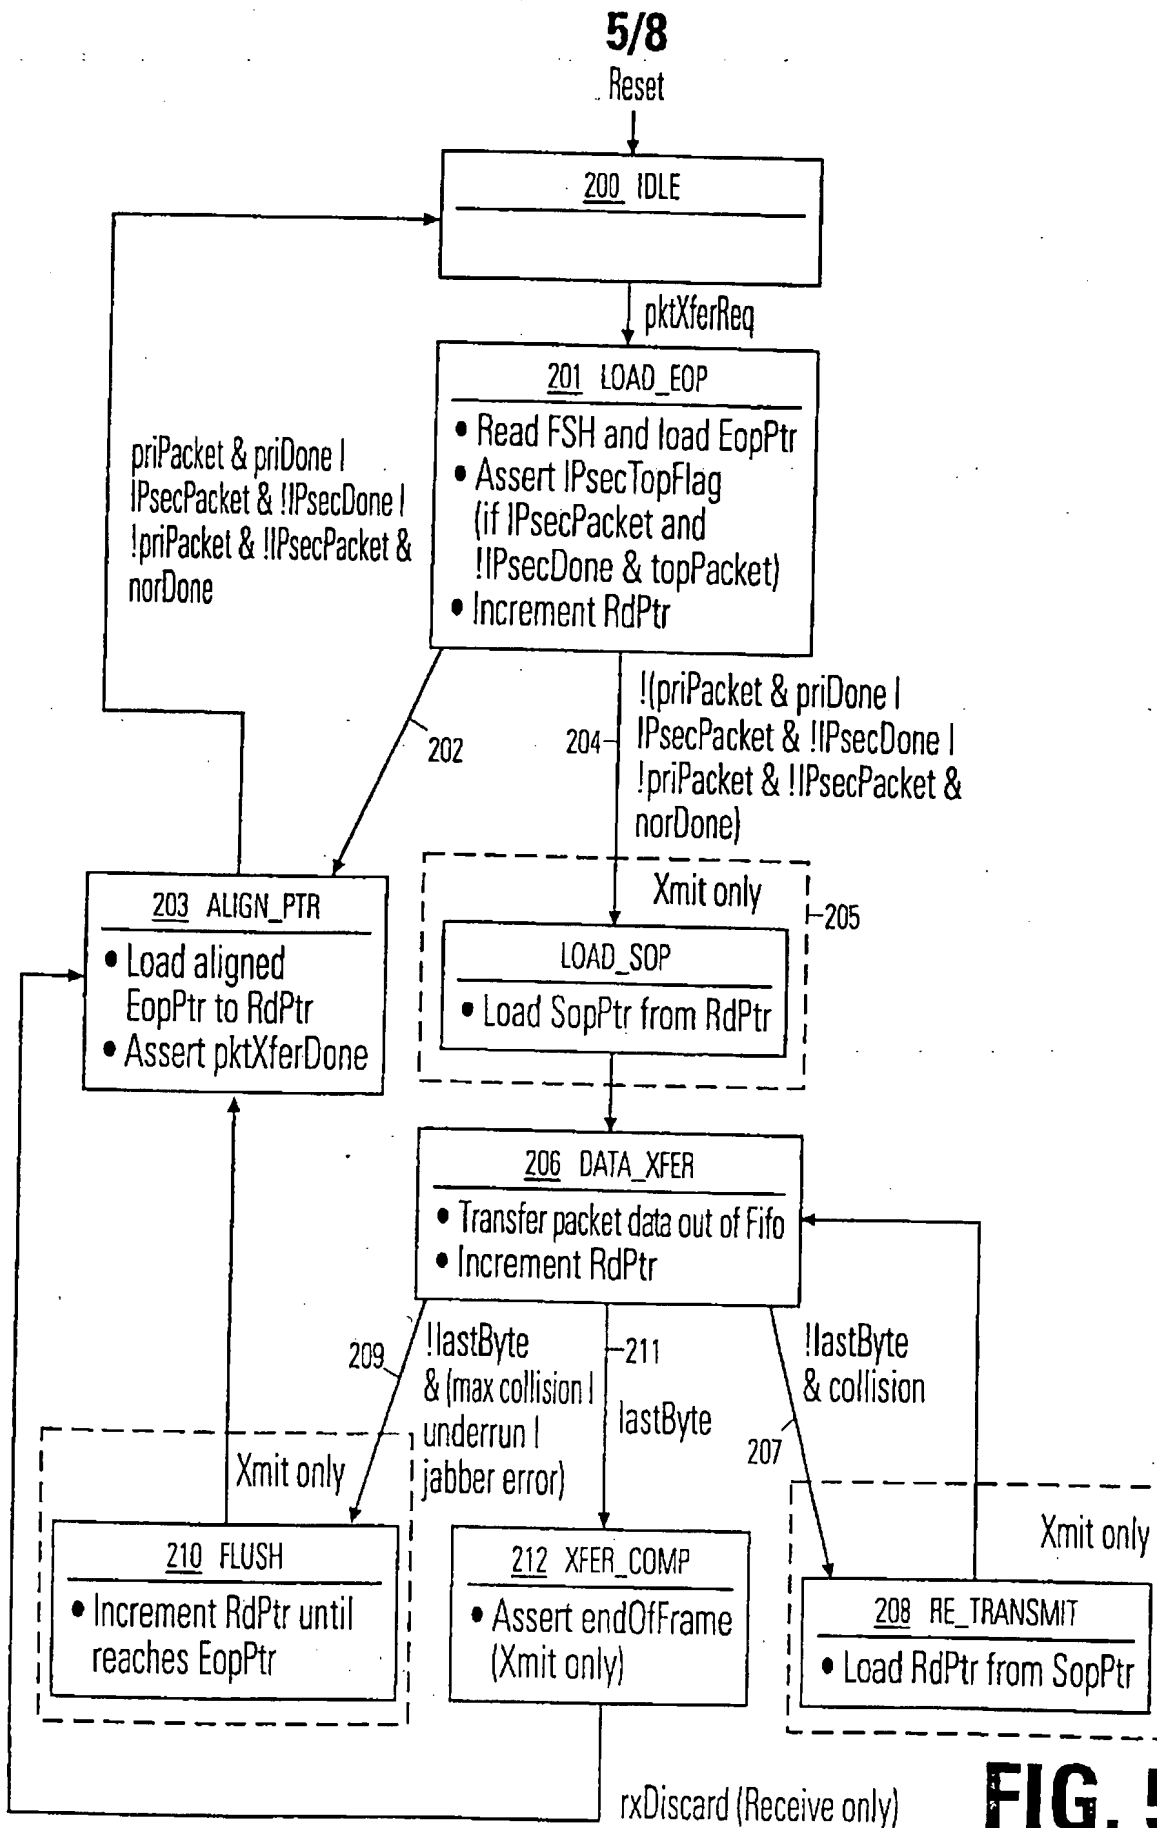 5/8
Reset
200 IDLE
pktXferReq
201 LOAD_EOP
• Read FSH and load EopPtr
• Assert IPsecTopFlag
(if IPsecPacket and
!IPsecDone & topPacket)
• Increment RdPtr
priPacket & priDone |
IPsecPacket & !IPsecDone |
!priPacket & !IPsecPacket &
norDone
202
204
!(priPacket & priDone |
IPsecPacket & !IPsecDone |
!priPacket & !IPsecPacket &
norDone)
203 ALIGN_PTR
• Load aligned
EopPtr to RdPtr
• Assert pktXferDone
Xmit only
205
LOAD_SOP
• Load SopPtr from RdPtr
206 DATA_XFER
• Transfer packet data out of Fifo
• Increment RdPtr
209
!lastByte
& (max collision |
underrun |
jabber error)
211
lastByte
!lastByte
& collision
207
Xmit only
210 FLUSH
• Increment RdPtr until
reaches EopPtr
212 XFER_COMP
• Assert endOfFrame
(Xmit only)
Xmit only
208 RE_TRANSMIT
• Load RdPtr from SopPtr
rxDiscard (Receive only)
FIG. 5